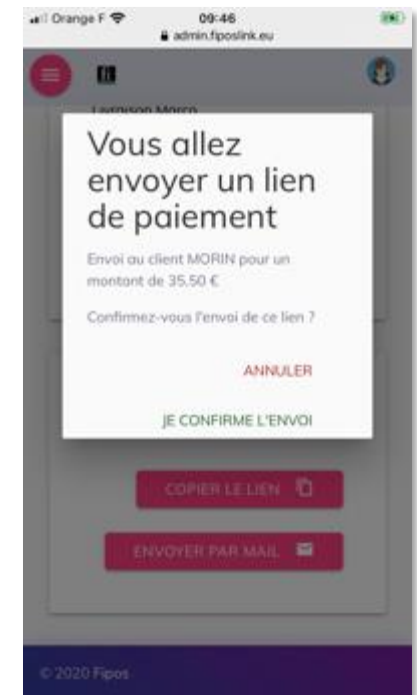 Orange F 09:46
admin.fiposlink.eu
Livraison Marco
Vous allez
envoyer un lien
de paiement
Envoi au client MORIN pour un
montant de 35.50 €
Confirmez-vous l'envoi de ce lien ?
ANNULER
JE CONFIRME L'ENVOI
COPIER LE LIEN
ENVOYER PAR MAIL
© 2020 Fipos